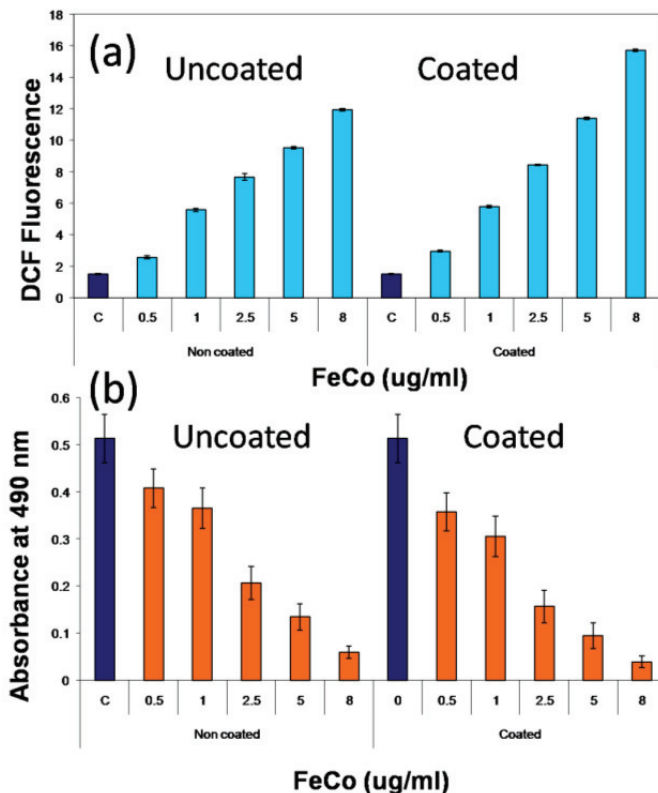 (a)
Uncoated Coated
DCF Fluorescence
18
16
14
12
10
8
6
4
2
0
C 0.5 1 2.5 5 8 C 0.5 1 2.5 5 8
Non coated Coated
FeCo (ug/ml)
(b)
Uncoated Coated
Absorbance at 490 nm
0.6
0.5
0.4
0.3
0.2
0.1
0
C 0.5 1 2.5 5 8 0 0.5 1 2.5 5 8
Non coated Coated
FeCo (ug/ml)